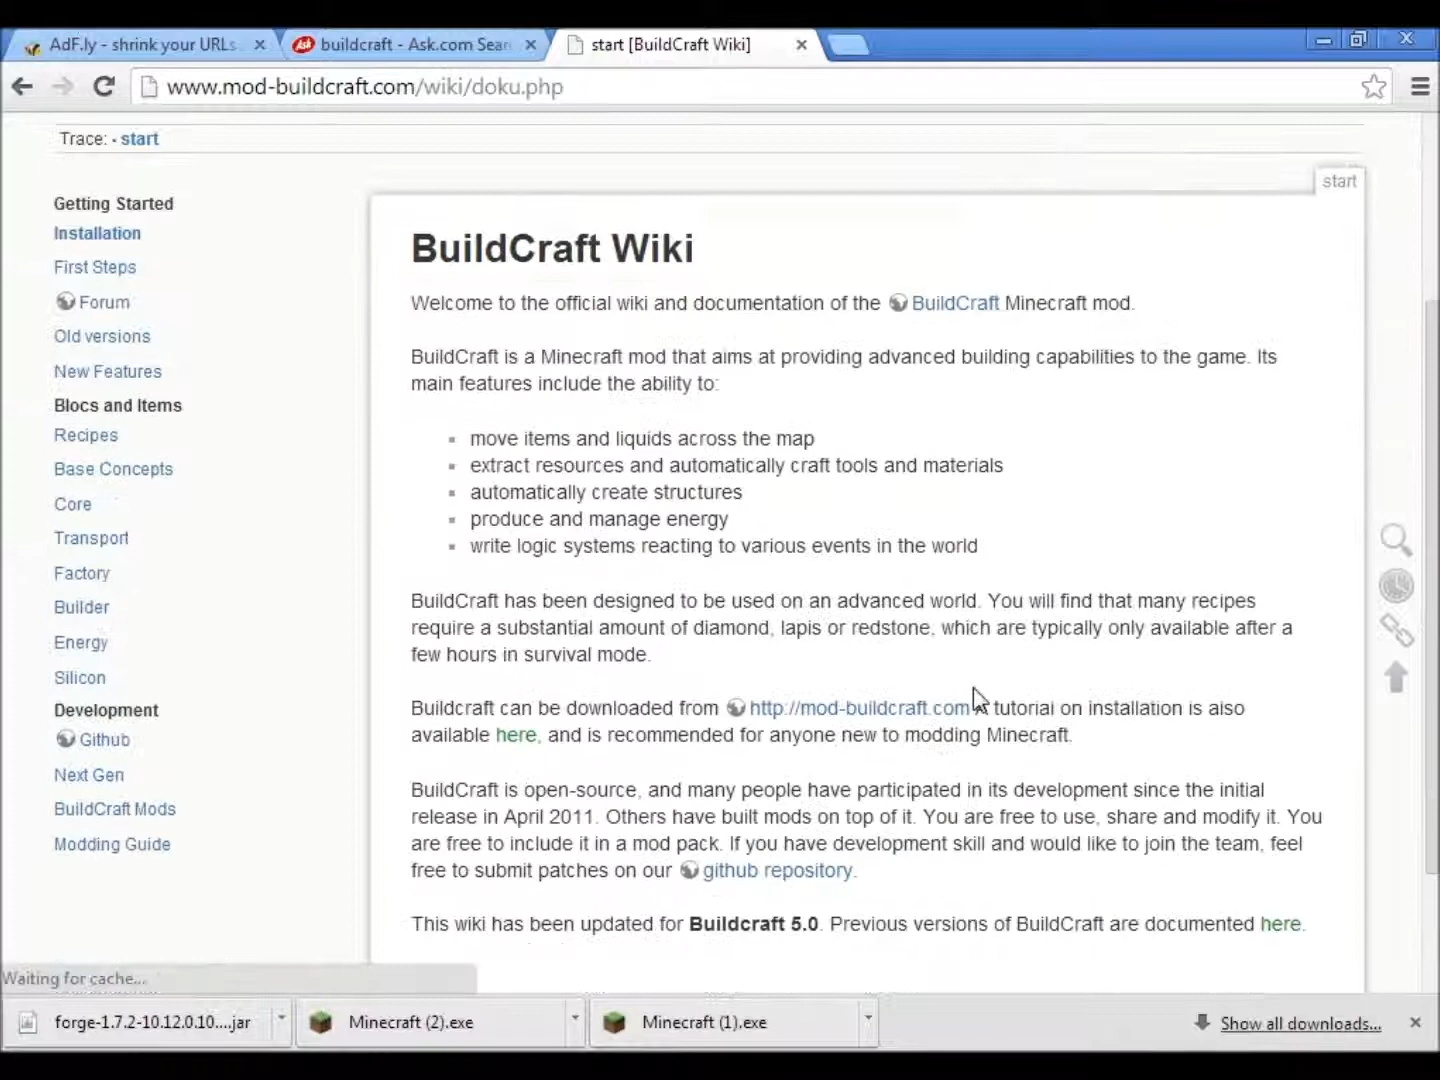 AdF.ly - shrink your URLs
buildcraft - Ask.com Sear
start [BuildCraft Wiki]
www.mod-buildcraft.com/wiki/doku.php
Trace: • start
start
Getting Started
Installation
First Steps
Forum
Old versions
New Features
Blocs and Items
Recipes
Base Concepts
Core
Transport
Factory
Builder
Energy
Silicon
Development
Github
Next Gen
BuildCraft Mods
Modding Guide
BuildCraft Wiki
Welcome to the official wiki and documentation of the BuildCraft Minecraft mod.
BuildCraft is a Minecraft mod that aims at providing advanced building capabilities to the game. Its
main features include the ability to:
move items and liquids across the map
extract resources and automatically craft tools and materials
automatically create structures
produce and manage energy
write logic systems reacting to various events in the world
BuildCraft has been designed to be used on an advanced world. You will find that many recipes
require a substantial amount of diamond, lapis or redstone, which are typically only available after a
few hours in survival mode.
Buildcraft can be downloaded from http://mod-buildcraft.com A tutorial on installation is also
available here, and is recommended for anyone new to modding Minecraft.
BuildCraft is open-source, and many people have participated in its development since the initial
release in April 2011. Others have built mods on top of it. You are free to use, share and modify it. You
are free to include it in a mod pack. If you have development skill and would like to join the team, feel
free to submit patches on our github repository.
This wiki has been updated for Buildcraft 5.0. Previous versions of BuildCraft are documented here.
Waiting for cache...
forge-1.7.2-10.12.0.10....jar
Minecraft (2).exe
Minecraft (1).exe
Show all downloads...